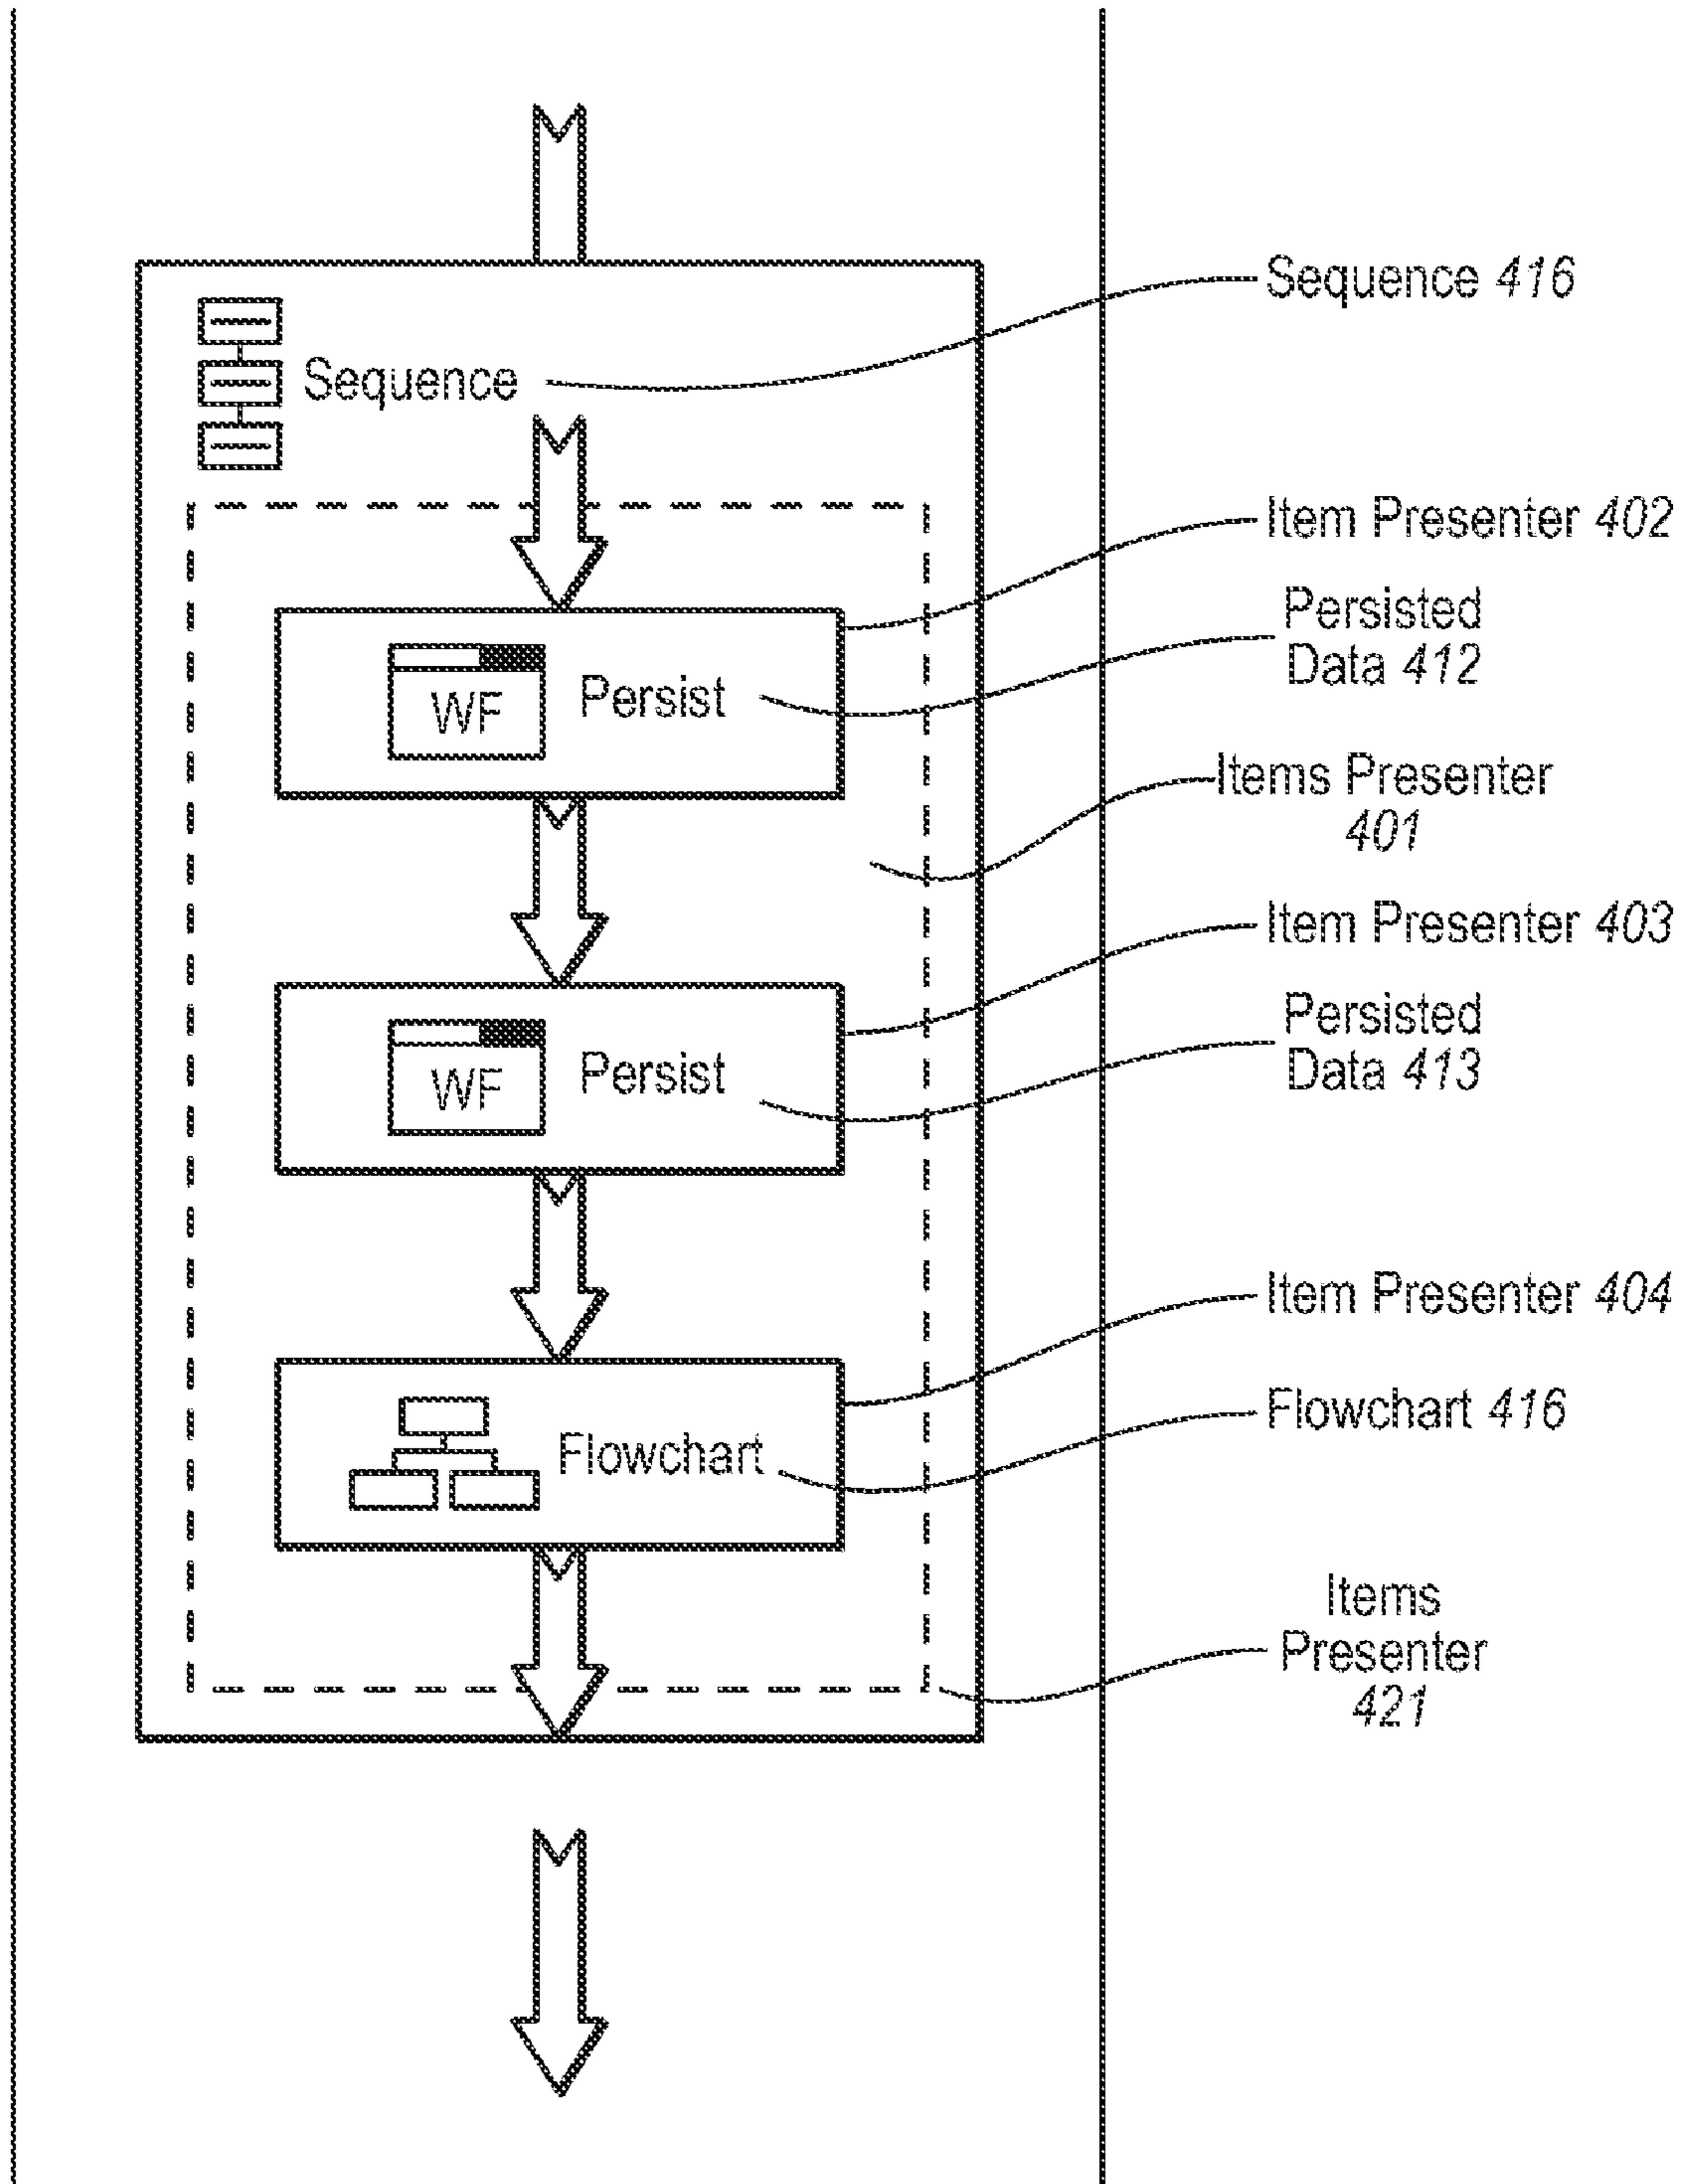 Sequence 416
Sequence
Item Presenter 402
Persisted
Data 412
WF
Persist
Items Presenter
401
Item Presenter 403
Persisted
Data 413
WF
Persist
Item Presenter 404
Flowchart 416
Flowchart
Items
Presenter
421